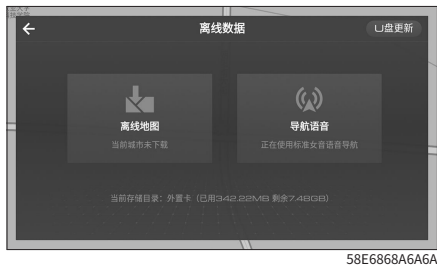 离线数据
U盘更新
离线地图
当前城市未下载
导航语音
正在使用标准女音语音导航
当前存储目录：外置卡（已用342.22MB 剩余7.48GB）
58E6868A6A6A